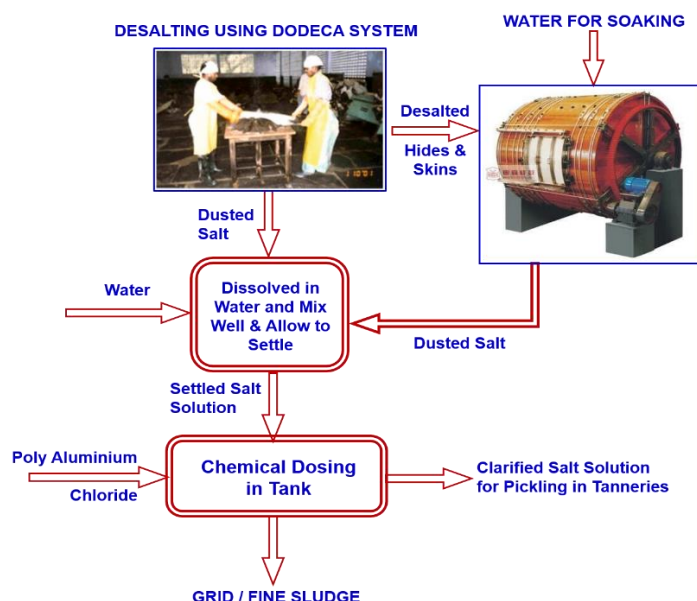 DESALTING USING DODECA SYSTEM
WATER FOR SOAKING
Desalted
Hides &
Skins
Dusted
Salt
Water
Dissolved in
Water and Mix
Well & Allow to
Settle
Dusted Salt
Settled Salt
Solution
Poly Aluminium
Chloride
Chemical Dosing
in Tank
Clarified Salt Solution
for Pickling in Tanneries
GRID / FINE SLUDGE